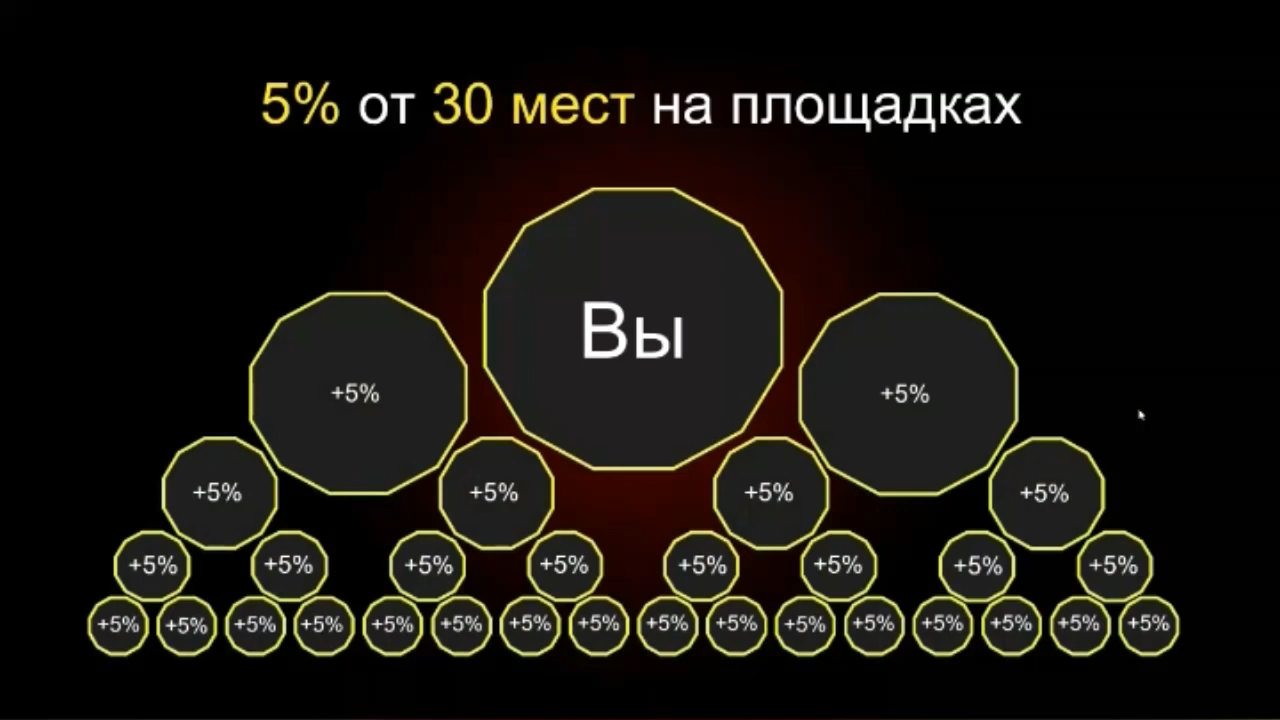 5% от 30 мест на площадках
Вы
+5% +5%
+5% +5% +5% +5%
+5% +5% +5% +5% +5% +5% +5% +5%
+5% +5% +5% +5% +5% +5% +5% +5% +5% +5% +5% +5% +5% +5% +5% +5%